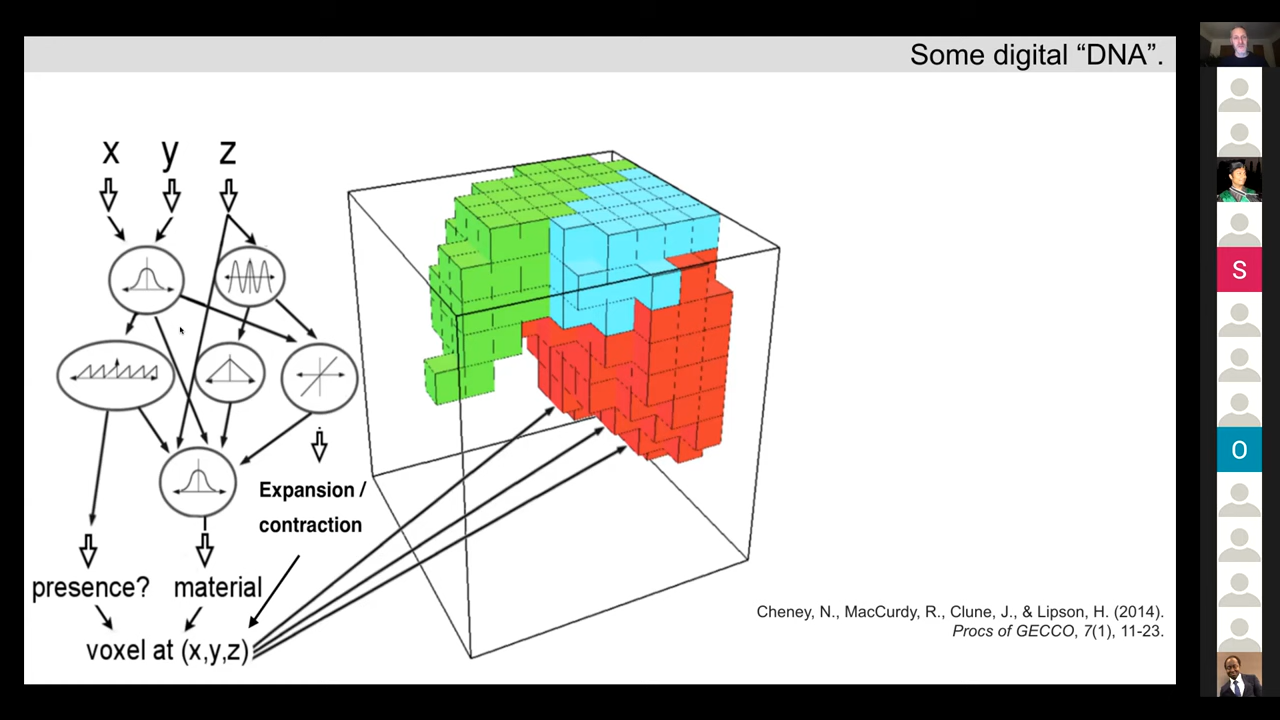 Some digital “DNA”.
x y z
Expansion /
contraction
presence? material
voxel at (x,y,z)
Cheney, N., MacCurdy, R., Clune, J., & Lipson, H. (2014).
Procs of GECCO, 7(1), 11-23.
S
O